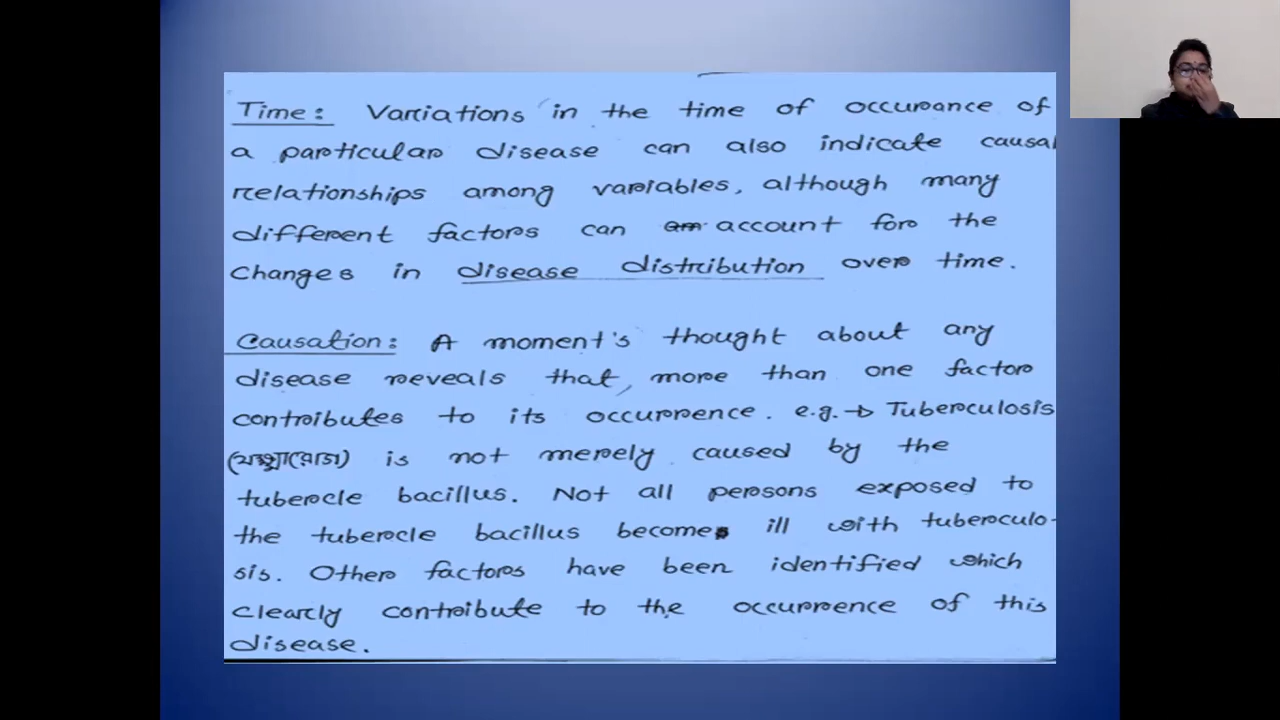 Time: Variations in the time of occurance of
a particular disease can also indicate causal
relationships among variables, although many
different factors can account for the
changes in disease distribution over time.
Causation: A moment's thought about any
disease reveals that, more than one factor
contributes to its occurrence. e.g. → Tuberculosis
(যক্ষ্মারোগ) is not merely caused by the
tubercle bacillus. Not all persons exposed to
the tubercle bacillus become ill with tuberculo-
sis. Other factors have been identified which
clearly contribute to the occurrence of this
disease.